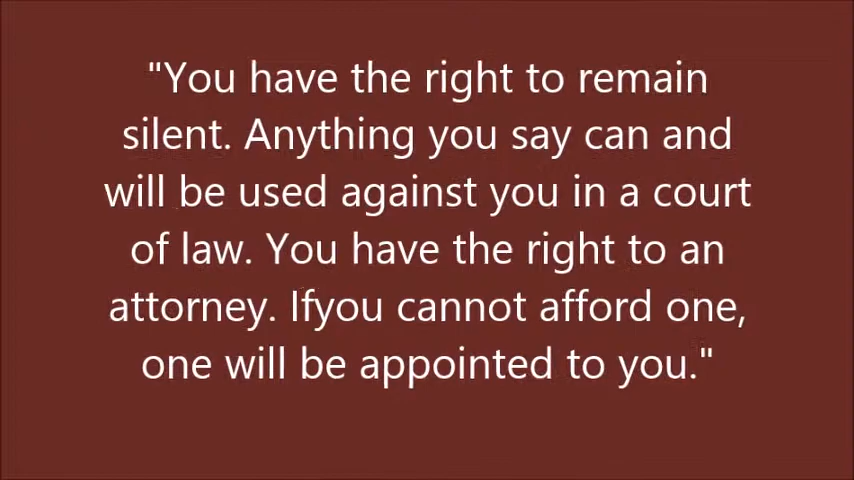 "You have the right to remain
silent. Anything you say can and
will be used against you in a court
of law. You have the right to an
attorney. Ifyou cannot afford one,
one will be appointed to you."